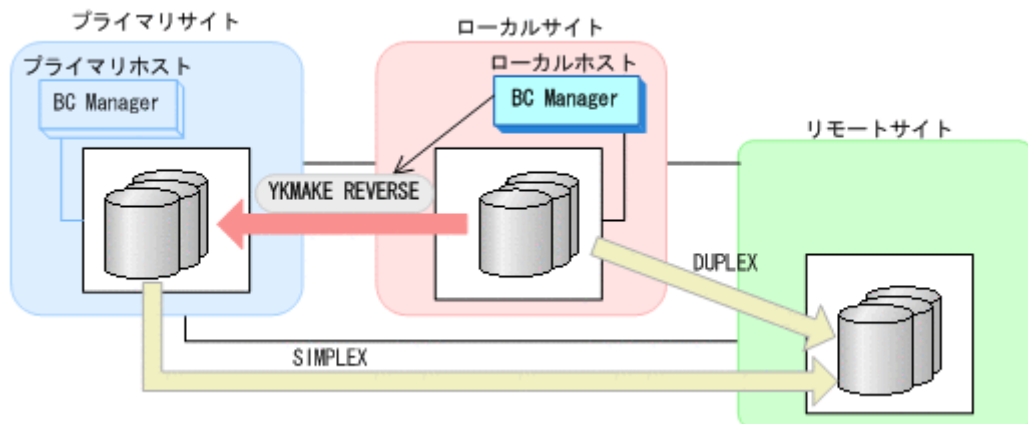 プライマリサイト
ローカルサイト
プライマリホスト
ローカルホスト
BC Manager
BC Manager
リモートサイト
YKMAKE REVERSE
DUPLEX
SIMPLEX